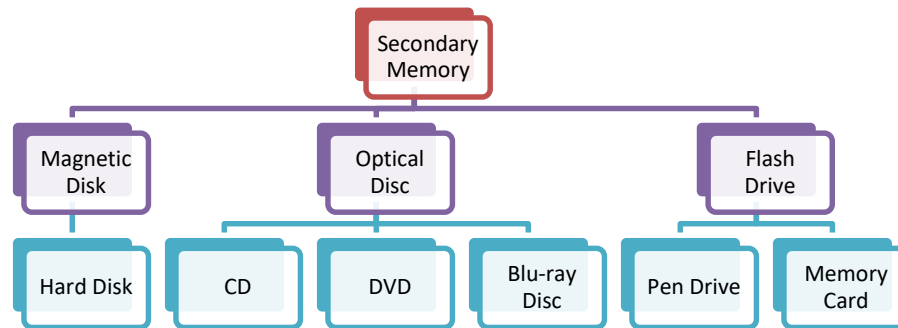 Secondary
Memory
Magnetic
Disk
Optical
Disc
Flash
Drive
Hard Disk
CD
DVD
Blu-ray
Disc
Pen Drive
Memory
Card